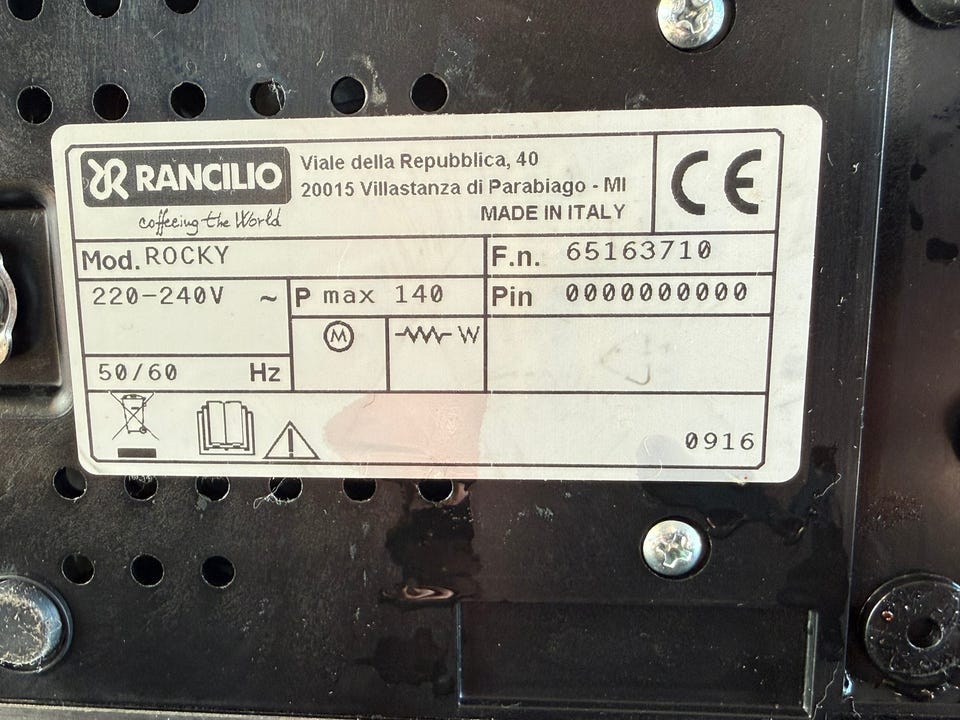 RANCILIO
coffeeing the World
Viale della Repubblica, 40
20015 Villastanza di Parabiago - MI
MADE IN ITALY
CE
Mod. ROCKY
F.n. 65163710
220-240V ~
P max 140
Pin 0000000000
M
W
50/60 Hz
0916